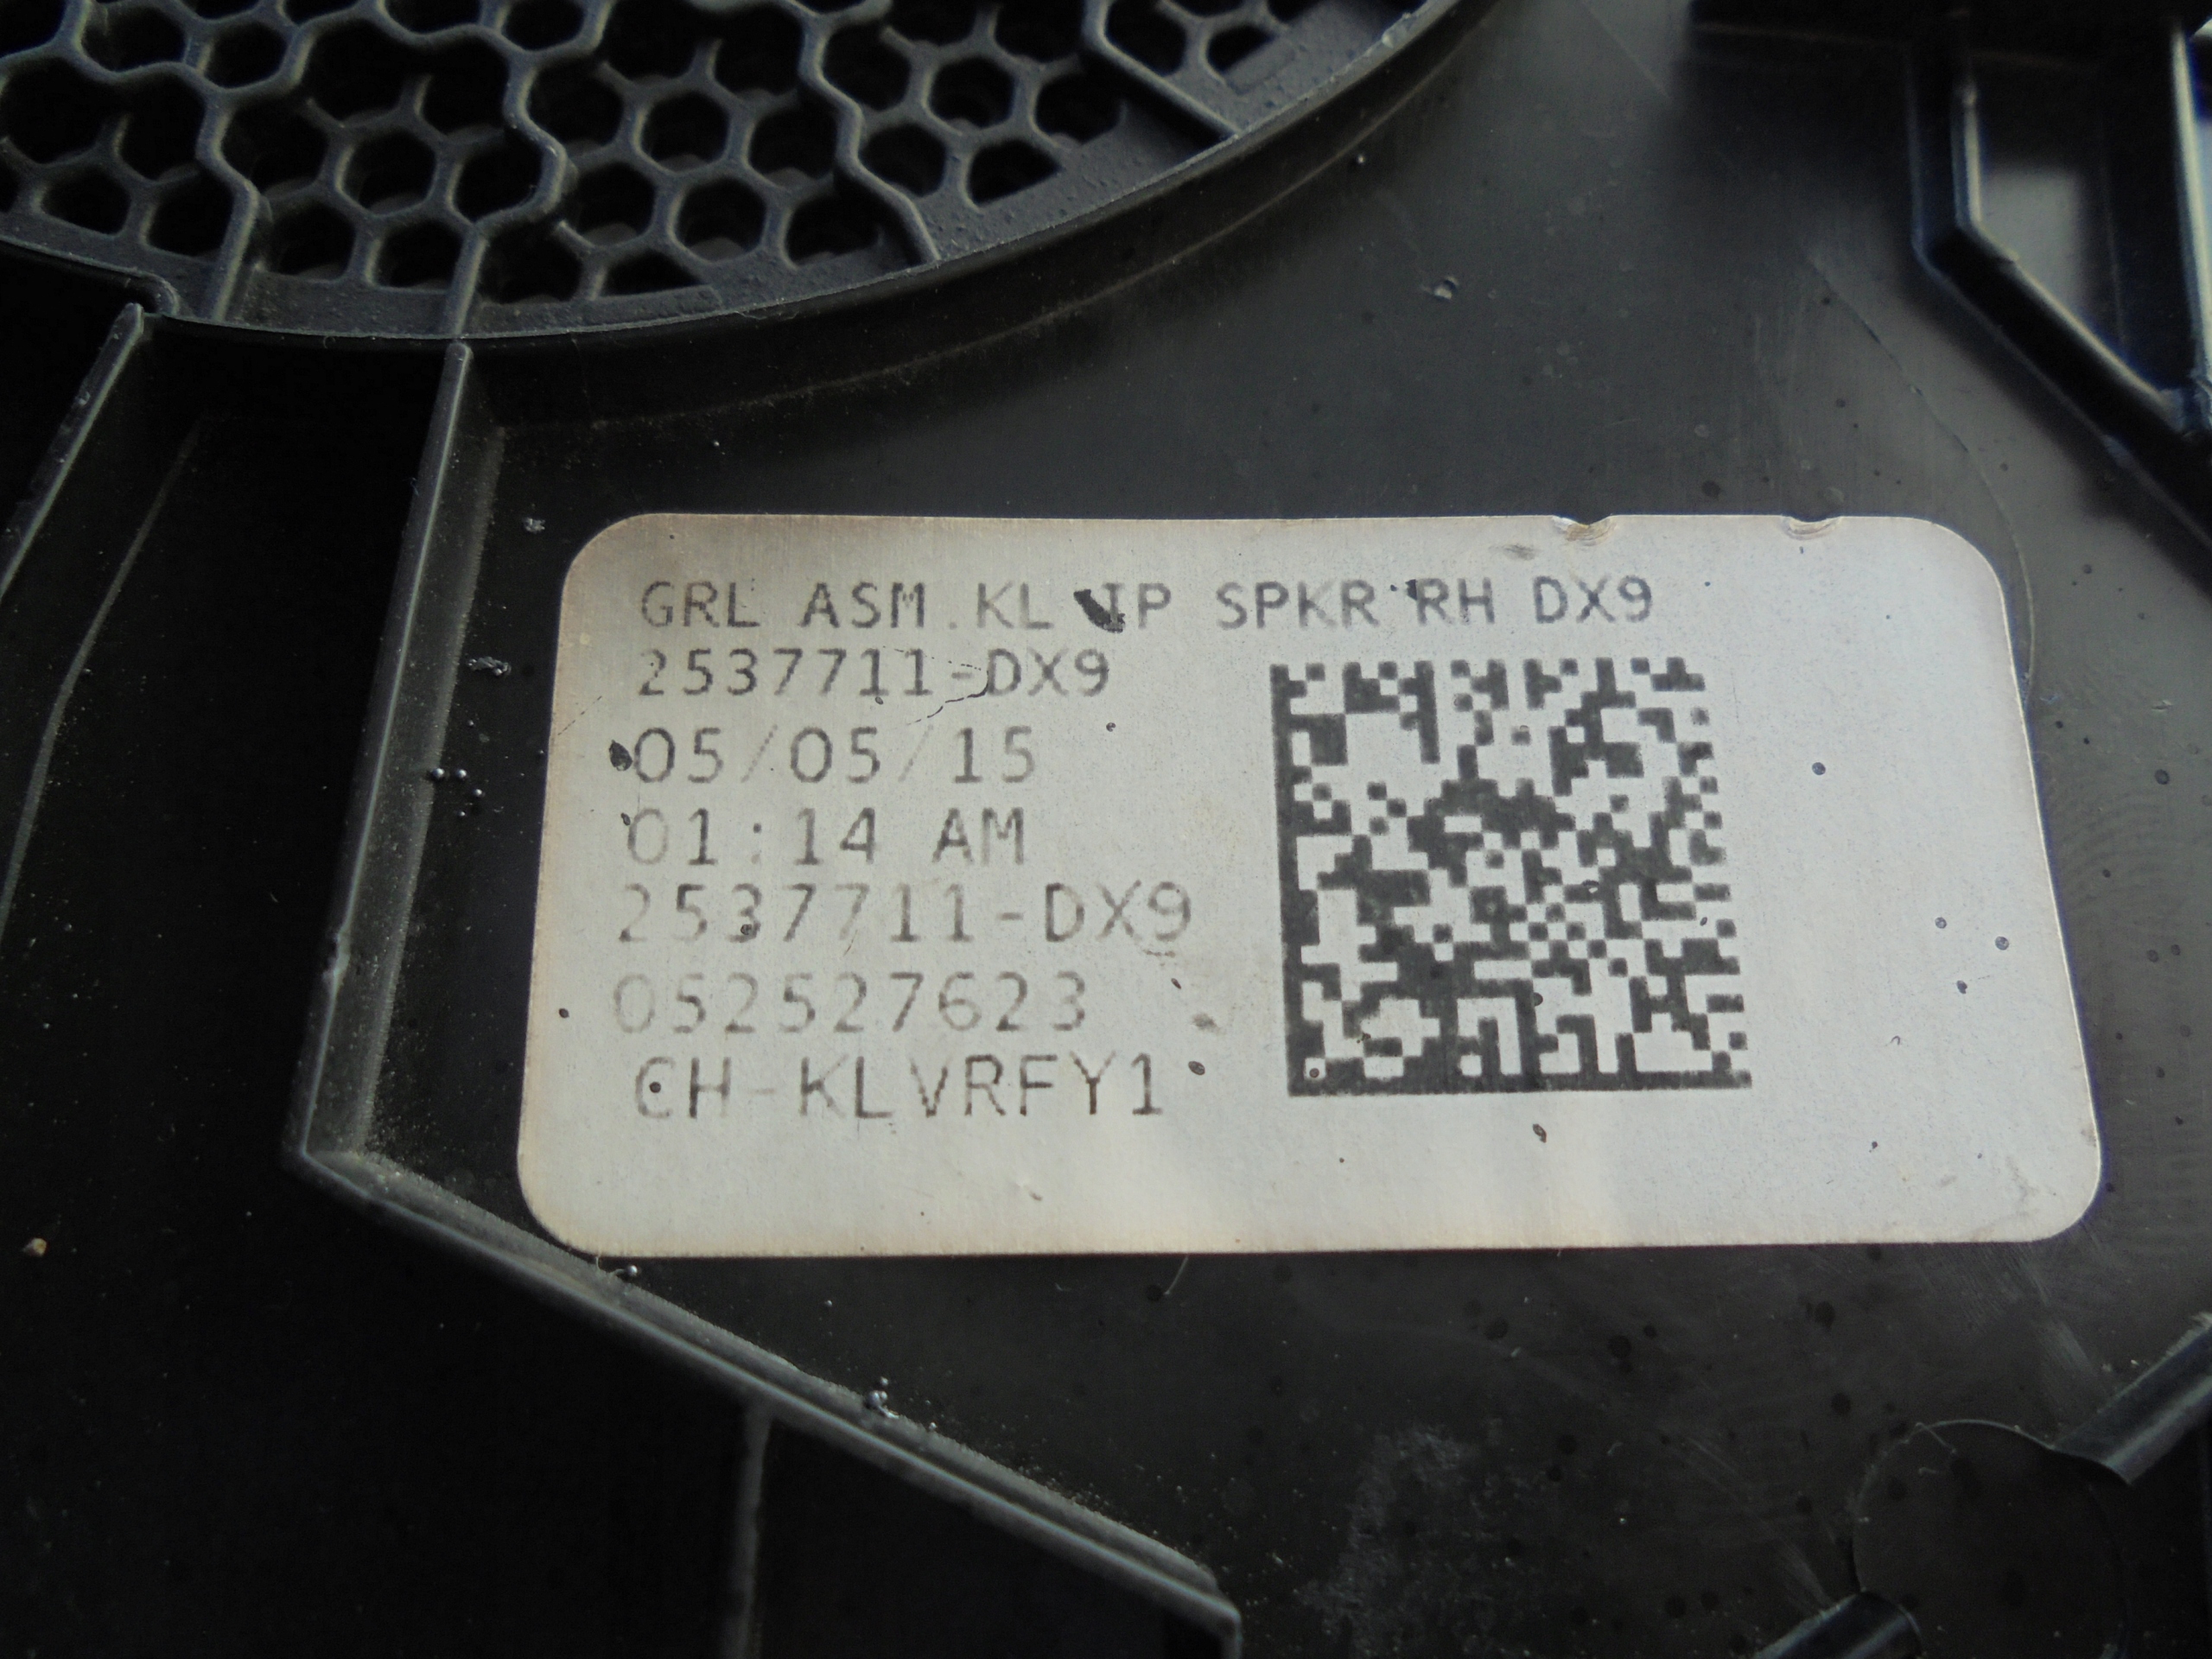 GRL ASM KL IP SPKR RH DX9
2537711-DX9
05/05/15
01:14 AM
2537711-DX9
052527623
CH-KLVRFY1